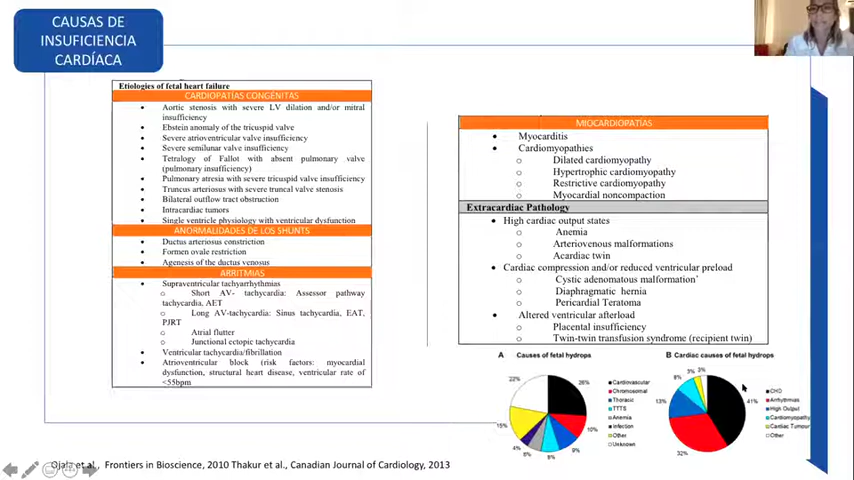 CAUSAS DE
INSUFICIENCIA
CARDÍACA
Etiologies of fetal heart failure
CARDIOPATÍAS CONGÉNITAS
• Aortic stenosis with severe LV dilation and/or mitral
insufficiency
• Ebstein anomaly of the tricuspid valve
• Severe atrioventricular valve insufficiency
• Severe semilunar valve insufficiency
• Tetralogy of Fallot with absent pulmonary valve
(pulmonary insufficiency)
• Pulmonary atresia with severe tricuspid valve insufficiency
• Truncus arteriosus with severe truncal valve stenosis
• Bilateral outflow tract obstruction
• Intracardiac tumors
• Single ventricle physiology with ventricular dysfunction
ANORMALIDADES DE LOS SHUNTS
• Ductus arteriosus constriction
• Formen ovale restriction
• Agenesis of the ductus venosus
ARRITMIAS
• Supraventricular tachyarrhythmias
o Short AV- tachycardia: Assessor pathway
tachycardia, AET
o Long AV-tachycardia: Sinus tachycardia, EAT,
PJRT
o Atrial flutter
o Junctional ectopic tachycardia
• Ventricular tachycardia/fibrillation
• Atrioventricular block (risk factors: myocardial
dysfunction, structural heart disease, ventricular rate of
<55bpm
MIOCARDIOPATÍAS
• Myocarditis
• Cardiomyopathies
o Dilated cardiomyopathy
o Hypertrophic cardiomyopathy
o Restrictive cardiomyopathy
o Myocardial noncompaction
Extracardiac Pathology
• High cardiac output states
o Anemia
o Arteriovenous malformations
o Acardiac twin
• Cardiac compression and/or reduced ventricular preload
o Cystic adenomatous malformation'
o Diaphragmatic hernia
o Pericardial Teratoma
• Altered ventricular afterload
o Placental insufficiency
o Twin-twin transfusion syndrome (recipient twin)
A Causes of fetal hydrops
22%
26%
15%
10%
4%
5%
8%
9%
Cardiovascular
Chromosomal
Thoracic
TTTS
Anemia
Infection
Other
Unknown
B Cardiac causes of fetal hydrops
3% 3%
8%
13%
41%
32%
CHD
Arrhythmias
High Output
Cardiomyopathy
Cardiac Tumour
Other
Ojala et al., Frontiers in Bioscience, 2010 Thakur et al., Canadian Journal of Cardiology, 2013